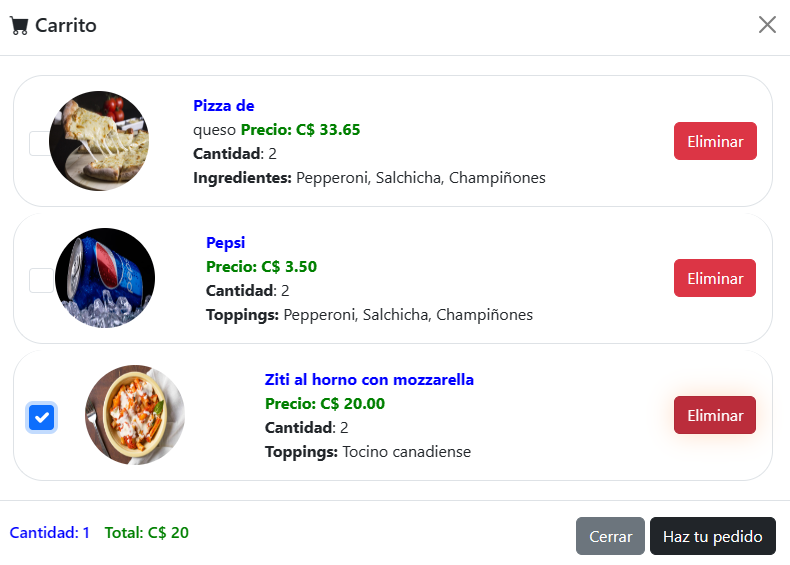 Carrito
Pizza de
queso Precio: C$ 33.65
Cantidad: 2
Ingredientes: Pepperoni, Salchicha, Champiñones
Eliminar
Pepsi
Precio: C$ 3.50
Cantidad: 2
Toppings: Pepperoni, Salchicha, Champiñones
Eliminar
Ziti al horno con mozzarella
Precio: C$ 20.00
Cantidad: 2
Toppings: Tocino canadiense
Eliminar
Cantidad: 1 Total: C$ 20
Cerrar
Haz tu pedido